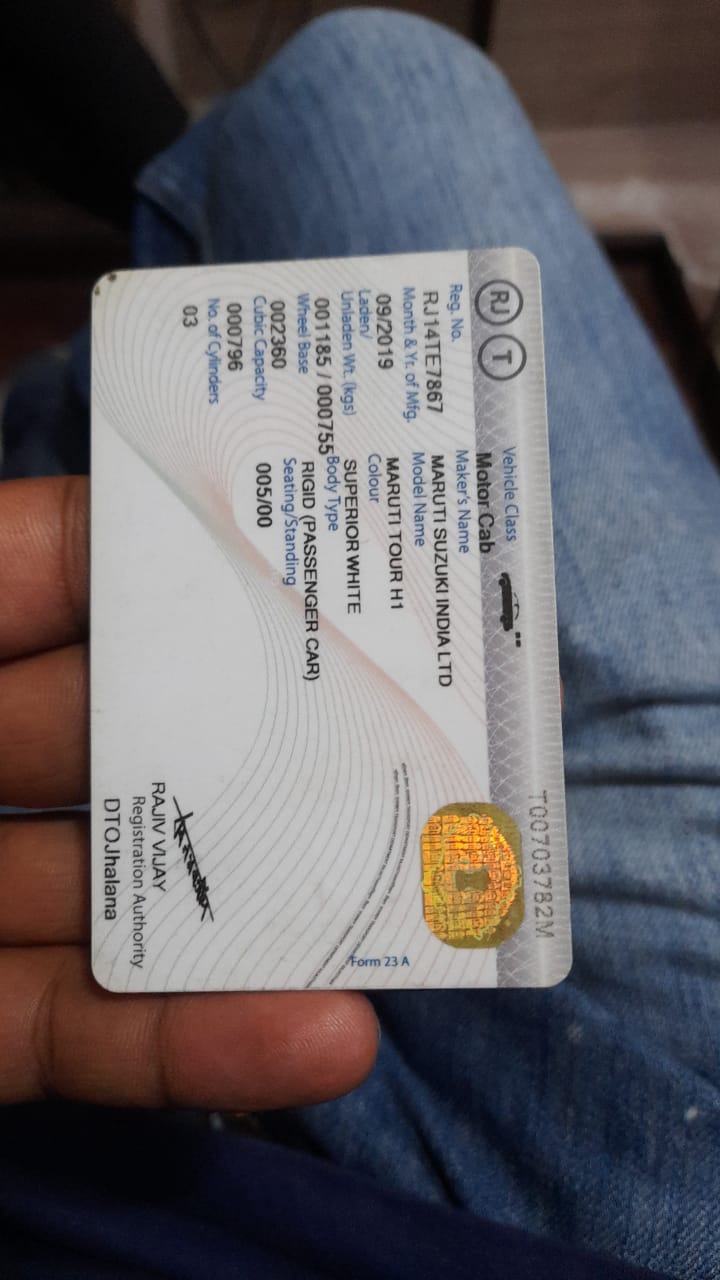 T00703782M
RJ T
Vehicle Class
Motor Cab
Reg. No.
RJ14TE7867
Maker's Name
MARUTI SUZUKI INDIA LTD
Month & Yr. of Mfg.
09/2019
Model Name
MARUTI TOUR H1
Laden/
Unladen Wt. (kgs)
001185 / 000755
Colour
SUPERIOR WHITE
Wheel Base
002360
Body Type
RIGID (PASSENGER CAR)
Cubic Capacity
000796
Seating/Standing
005/00
No. of Cylinders
03
Form 23 A
RAJIV VIJAY
Registration Authority
DTOJhalana